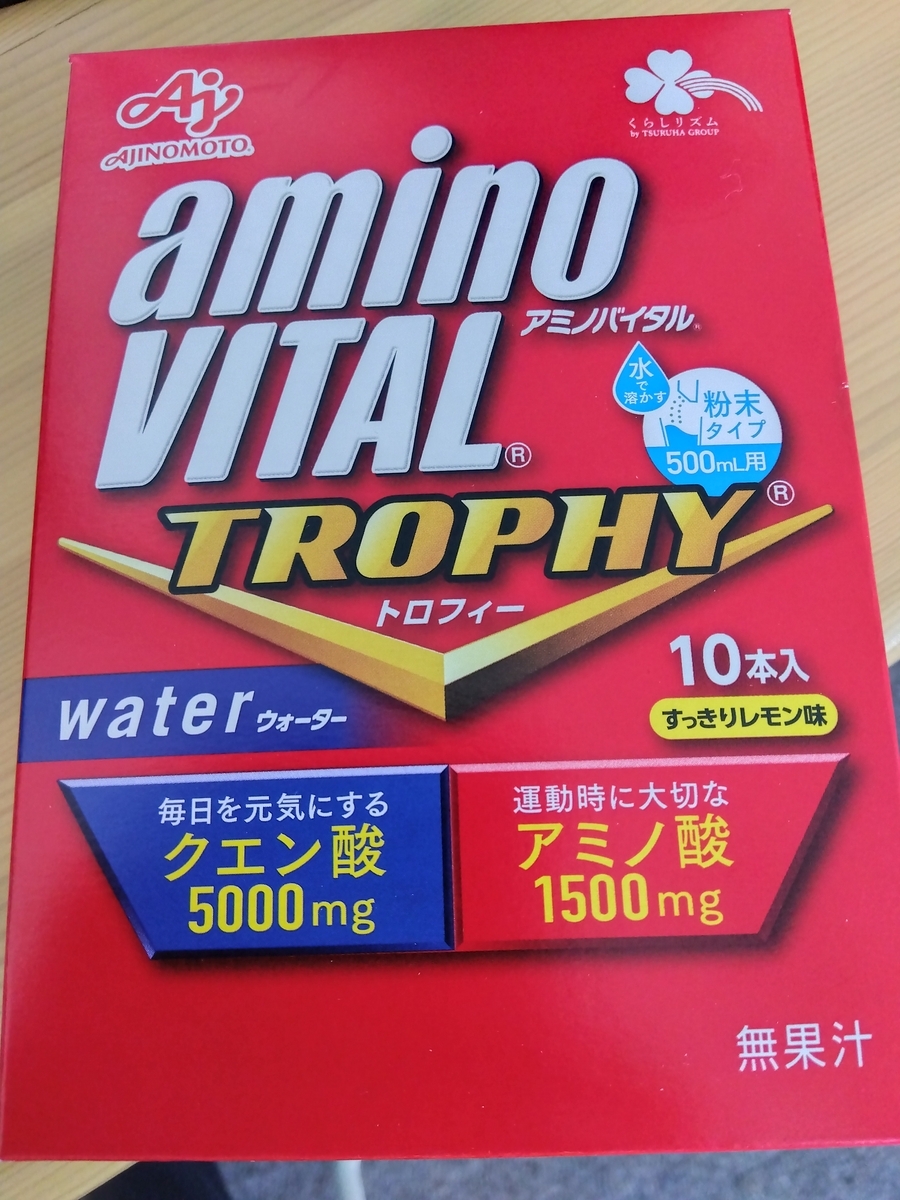 Aj
AJINOMOTO®
くらしリズム
by TSURUHA GROUP
amino
VITAL®
アミノバイタル®
水
で
溶かす
粉末
タイプ
500mL用
TROPHY®
トロフィー
10本入
water ウォーター
すっきりレモン味
毎日を元気にする
クエン酸
5000mg
運動時に大切な
アミノ酸
1500mg
無果汁